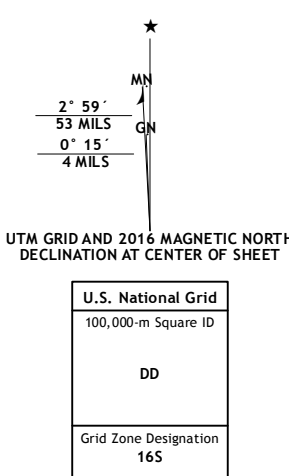 ★
MN
2° 59´
53 MILS
GN
0° 15´
4 MILS
UTM GRID AND 2016 MAGNETIC NORTH
DECLINATION AT CENTER OF SHEET
U.S. National Grid
100,000-m Square ID
DD
Grid Zone Designation
16S